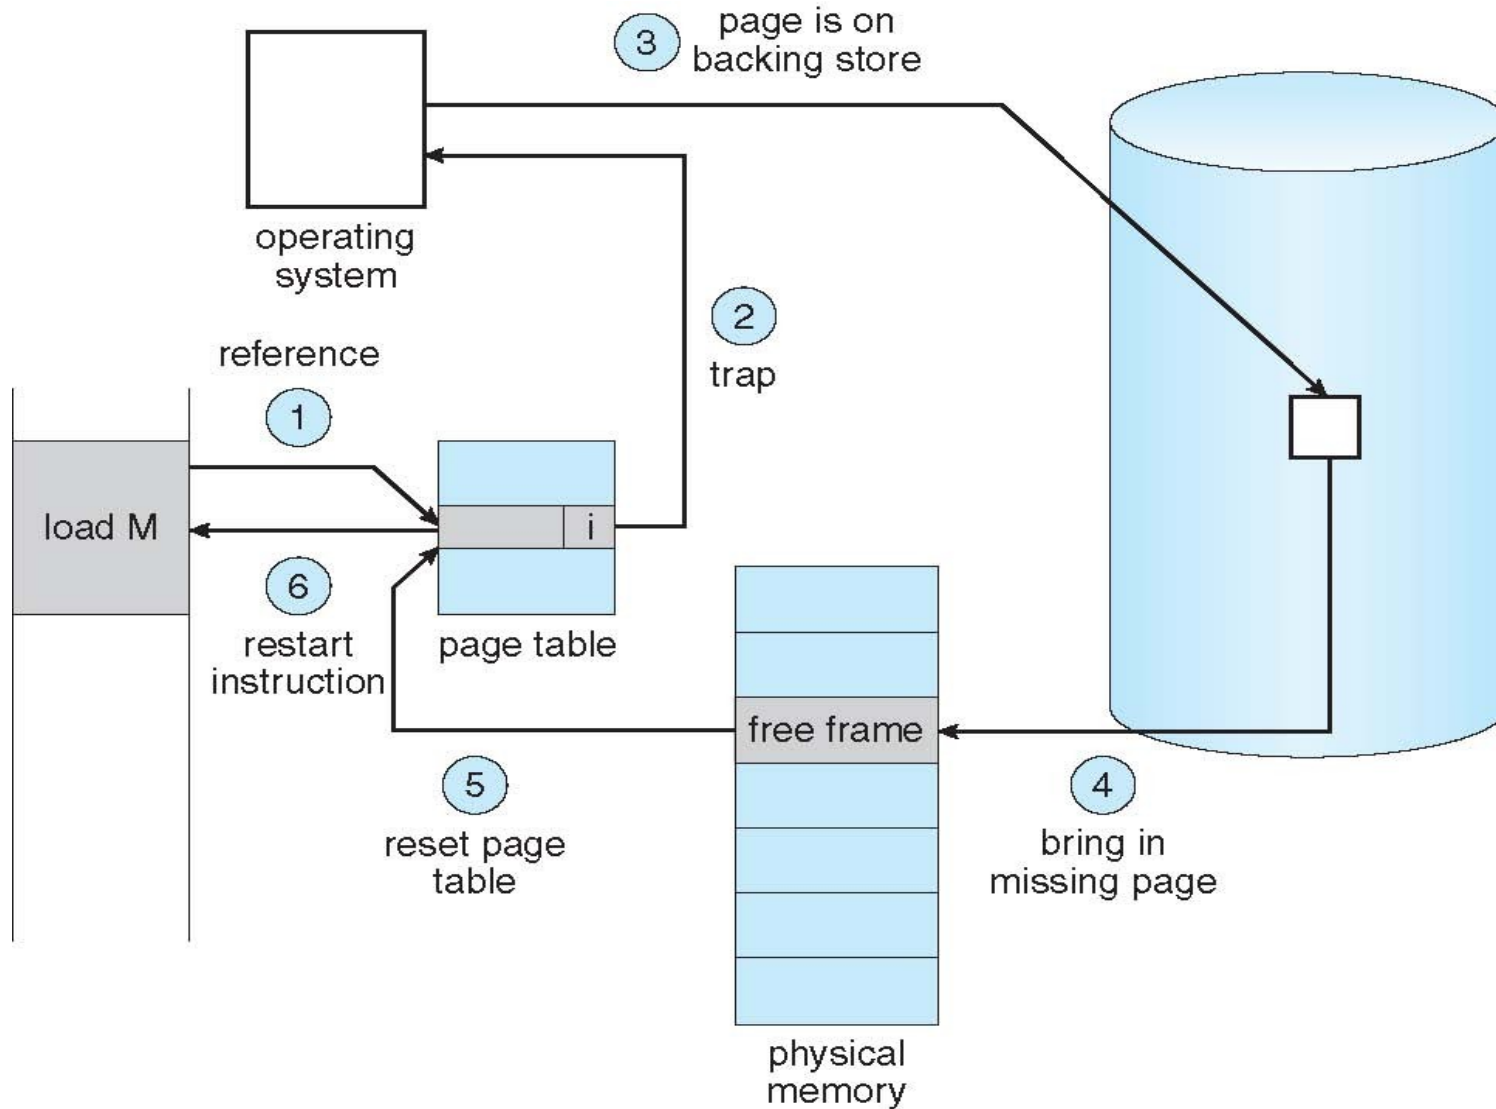 3
page is on
backing store
operating
system
2
trap
reference
1
load M
i
6
restart
instruction
page table
free frame
5
reset page
table
4
bring in
missing page
physical
memory